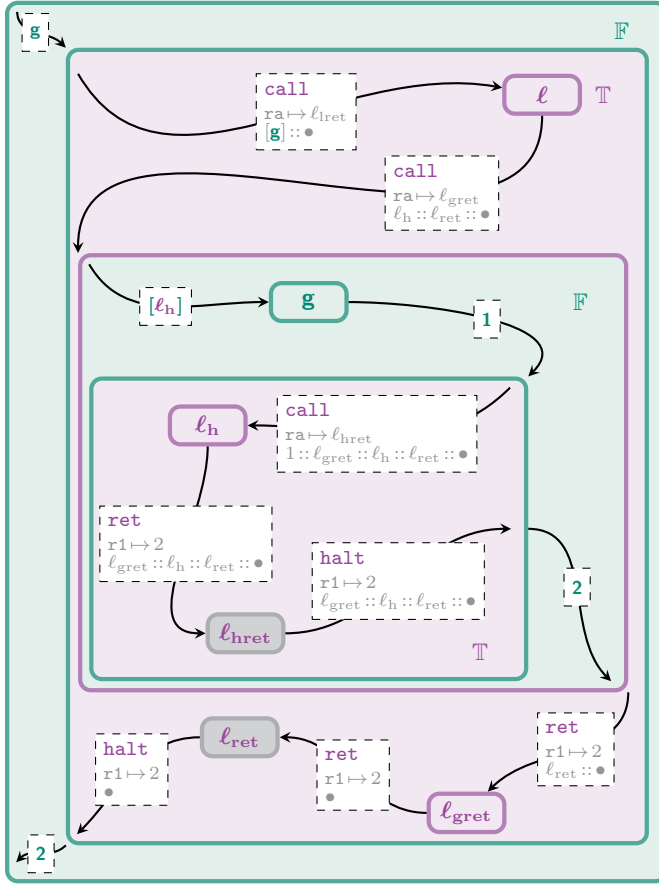 g
𝔽
call
ra ↦ ℓlret
[g] :: •
ℓ
𝕋
call
ra ↦ ℓgret
ℓh :: ℓret :: •
[ℓh]
g
1
𝔽
call
ra ↦ ℓhret
1 :: ℓgret :: ℓh :: ℓret :: •
ℓh
ret
r1 ↦ 2
ℓgret :: ℓh :: ℓret :: •
halt
r1 ↦ 2
ℓgret :: ℓh :: ℓret :: •
2
ℓhret
𝕋
ret
r1 ↦ 2
ℓret :: •
ℓgret
ret
r1 ↦ 2
•
ℓret
halt
r1 ↦ 2
•
2